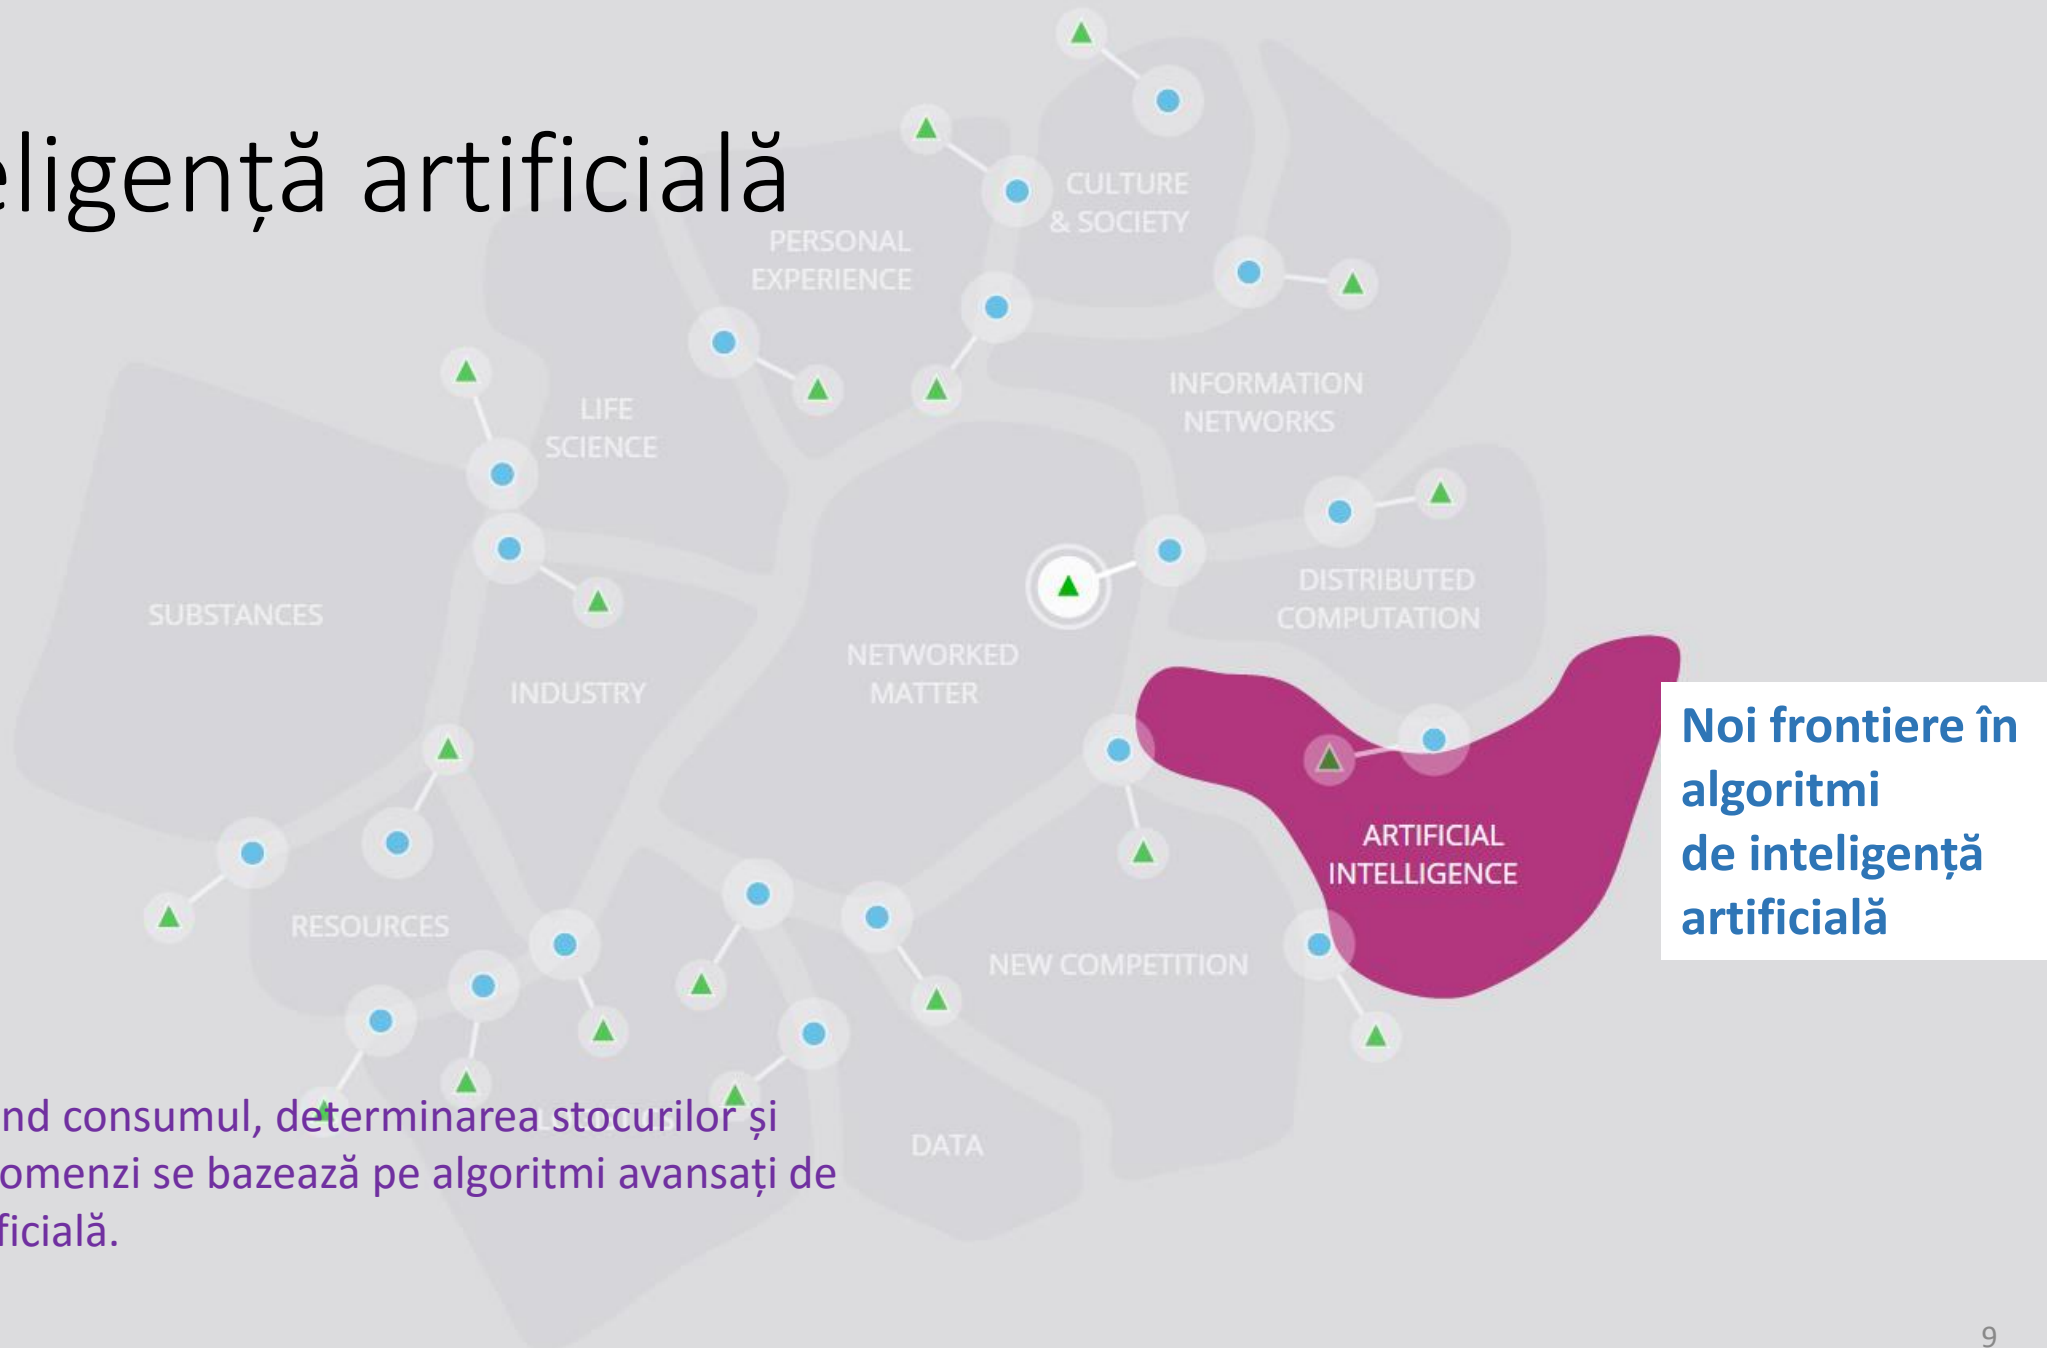 eligență artificială
CULTURE
& SOCIETY
PERSONAL
EXPERIENCE
INFORMATION
NETWORKS
LIFE
SCIENCE
DISTRIBUTED
COMPUTATION
SUBSTANCES
NETWORKED
MATTER
INDUSTRY
Noi frontiere în
algoritmi
de inteligență
artificială
ARTIFICIAL
INTELLIGENCE
RESOURCES
NEW COMPETITION
nd consumul, determinarea stocurilor și
omenzi se bazează pe algoritmi avansați de
ficială.
DATA
9